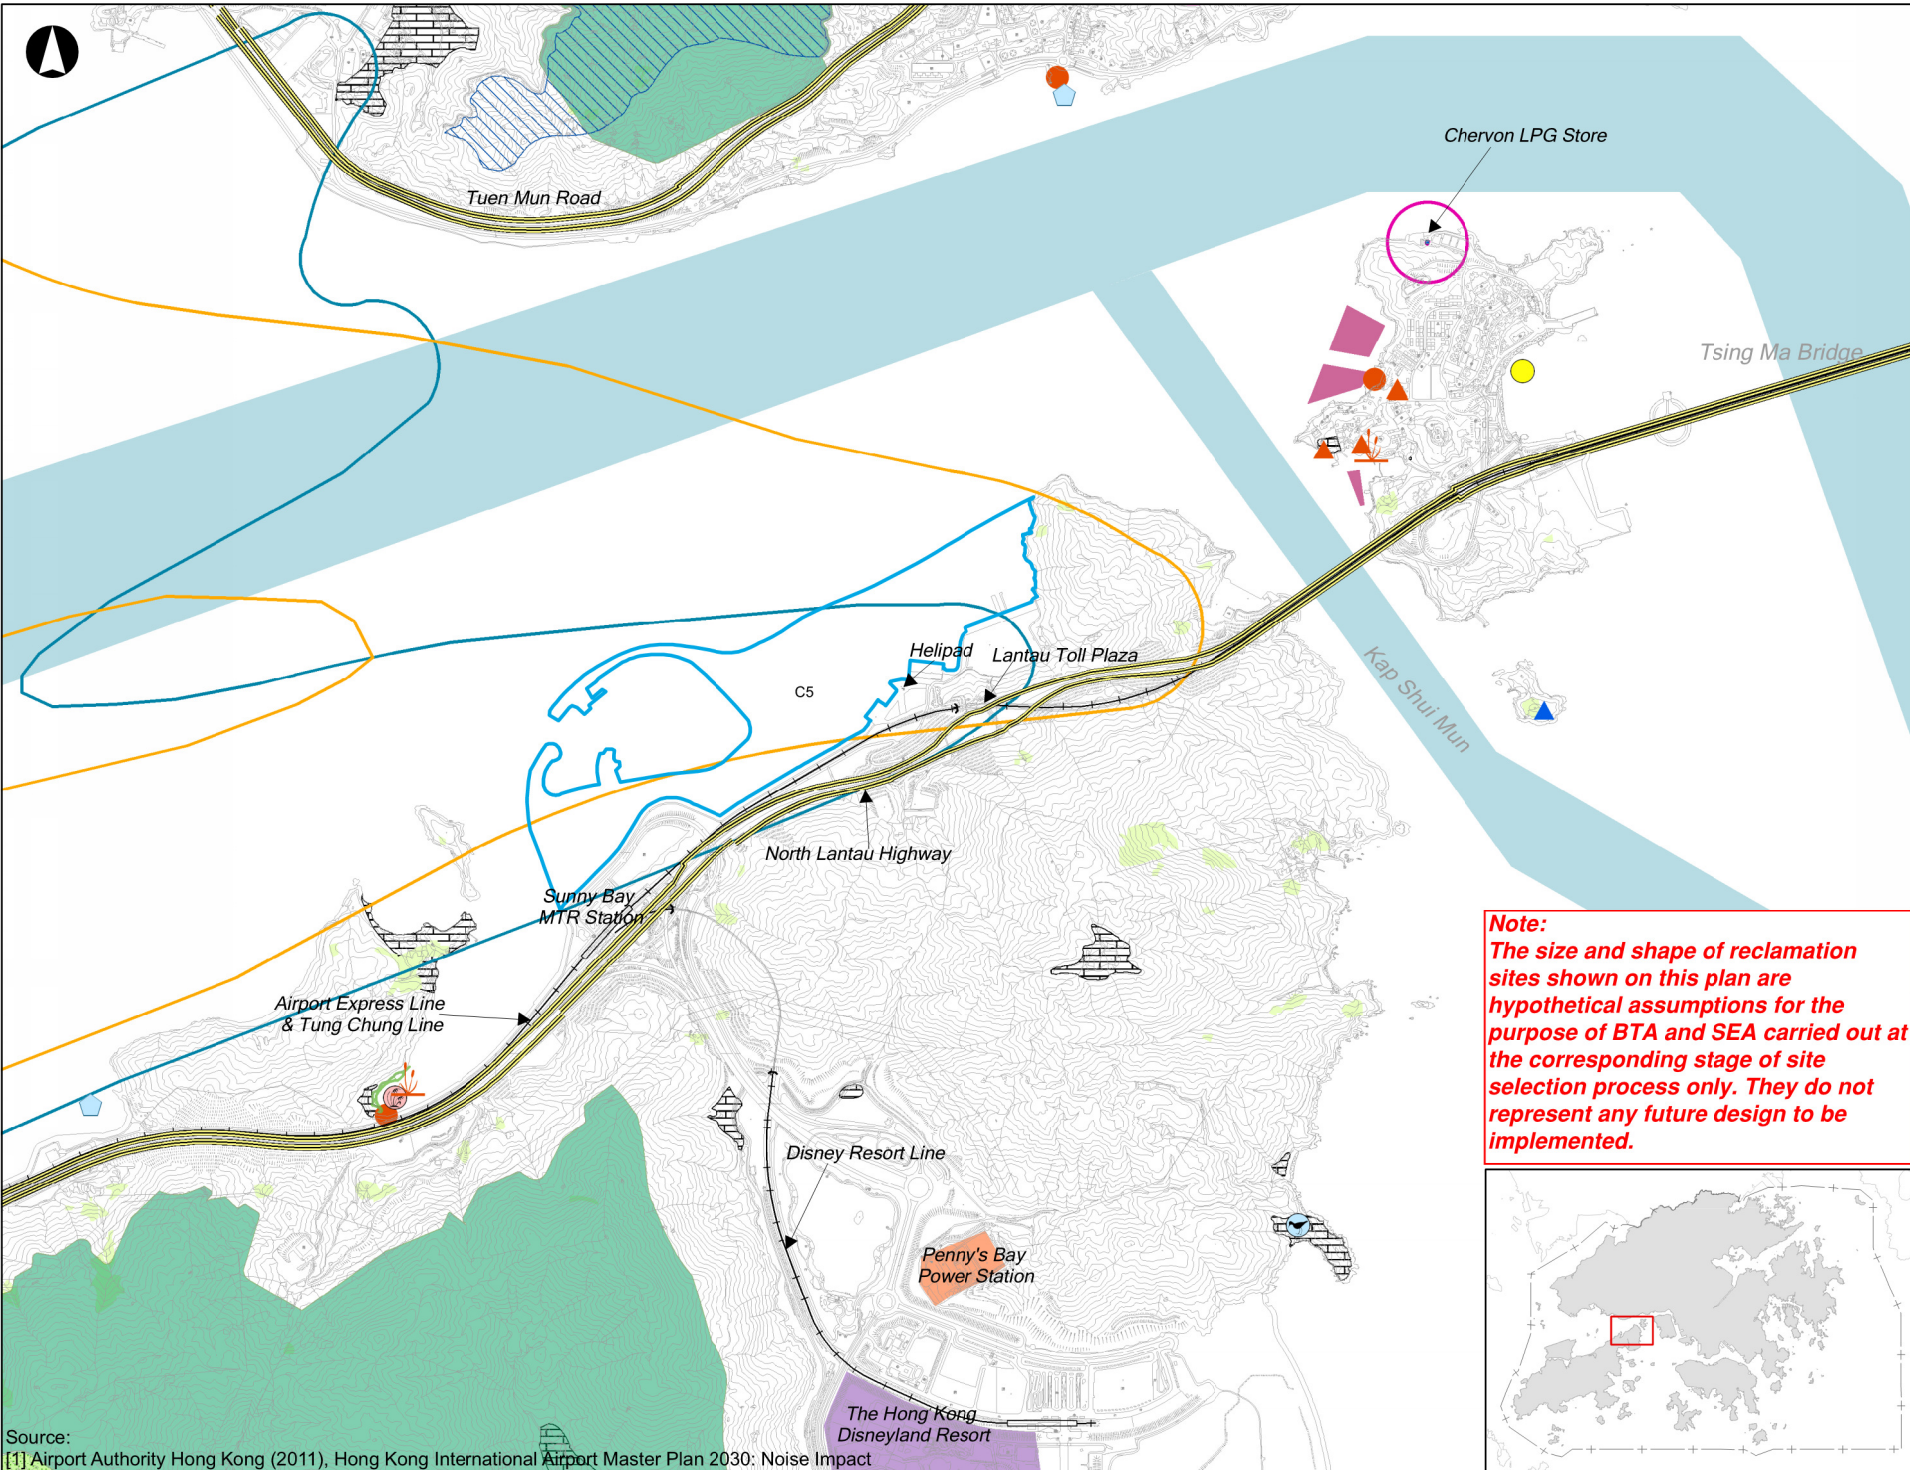 Chervon LPG Store
Tuen Mun Road
Tsing Ma Bridge
Helipad
Lantau Toll Plaza
C5
Kap Shui Mun
North Lantau Highway
Sunny Bay
MTR Station
Note:
The size and shape of reclamation
sites shown on this plan are
hypothetical assumptions for the
purpose of BTA and SEA carried out at
the corresponding stage of site
selection process only. They do not
represent any future design to be
implemented.
Airport Express Line
& Tung Chung Line
Disney Resort Line
Penny's Bay
Power Station
The Hong Kong
Disneyland Resort
Source:
[1] Airport Authority Hong Kong (2011), Hong Kong International Airport Master Plan 2030: Noise Impact